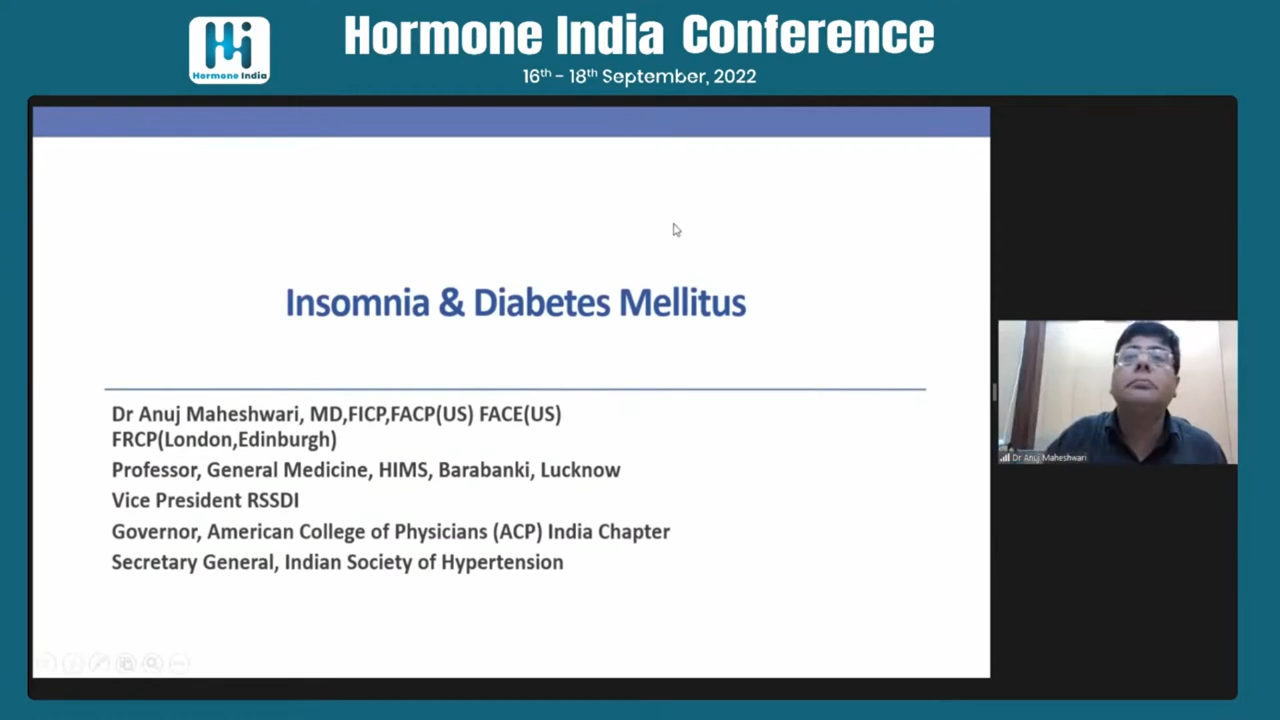 Hormone India
Hormone India Conference
16th - 18th September, 2022
Insomnia & Diabetes Mellitus
Dr Anuj Maheshwari, MD,FICP,FACP(US) FACE(US)
FRCP(London,Edinburgh)
Professor, General Medicine, HIMS, Barabanki, Lucknow
Vice President RSSDI
Governor, American College of Physicians (ACP) India Chapter
Secretary General, Indian Society of Hypertension
Dr Anuj Maheshwari